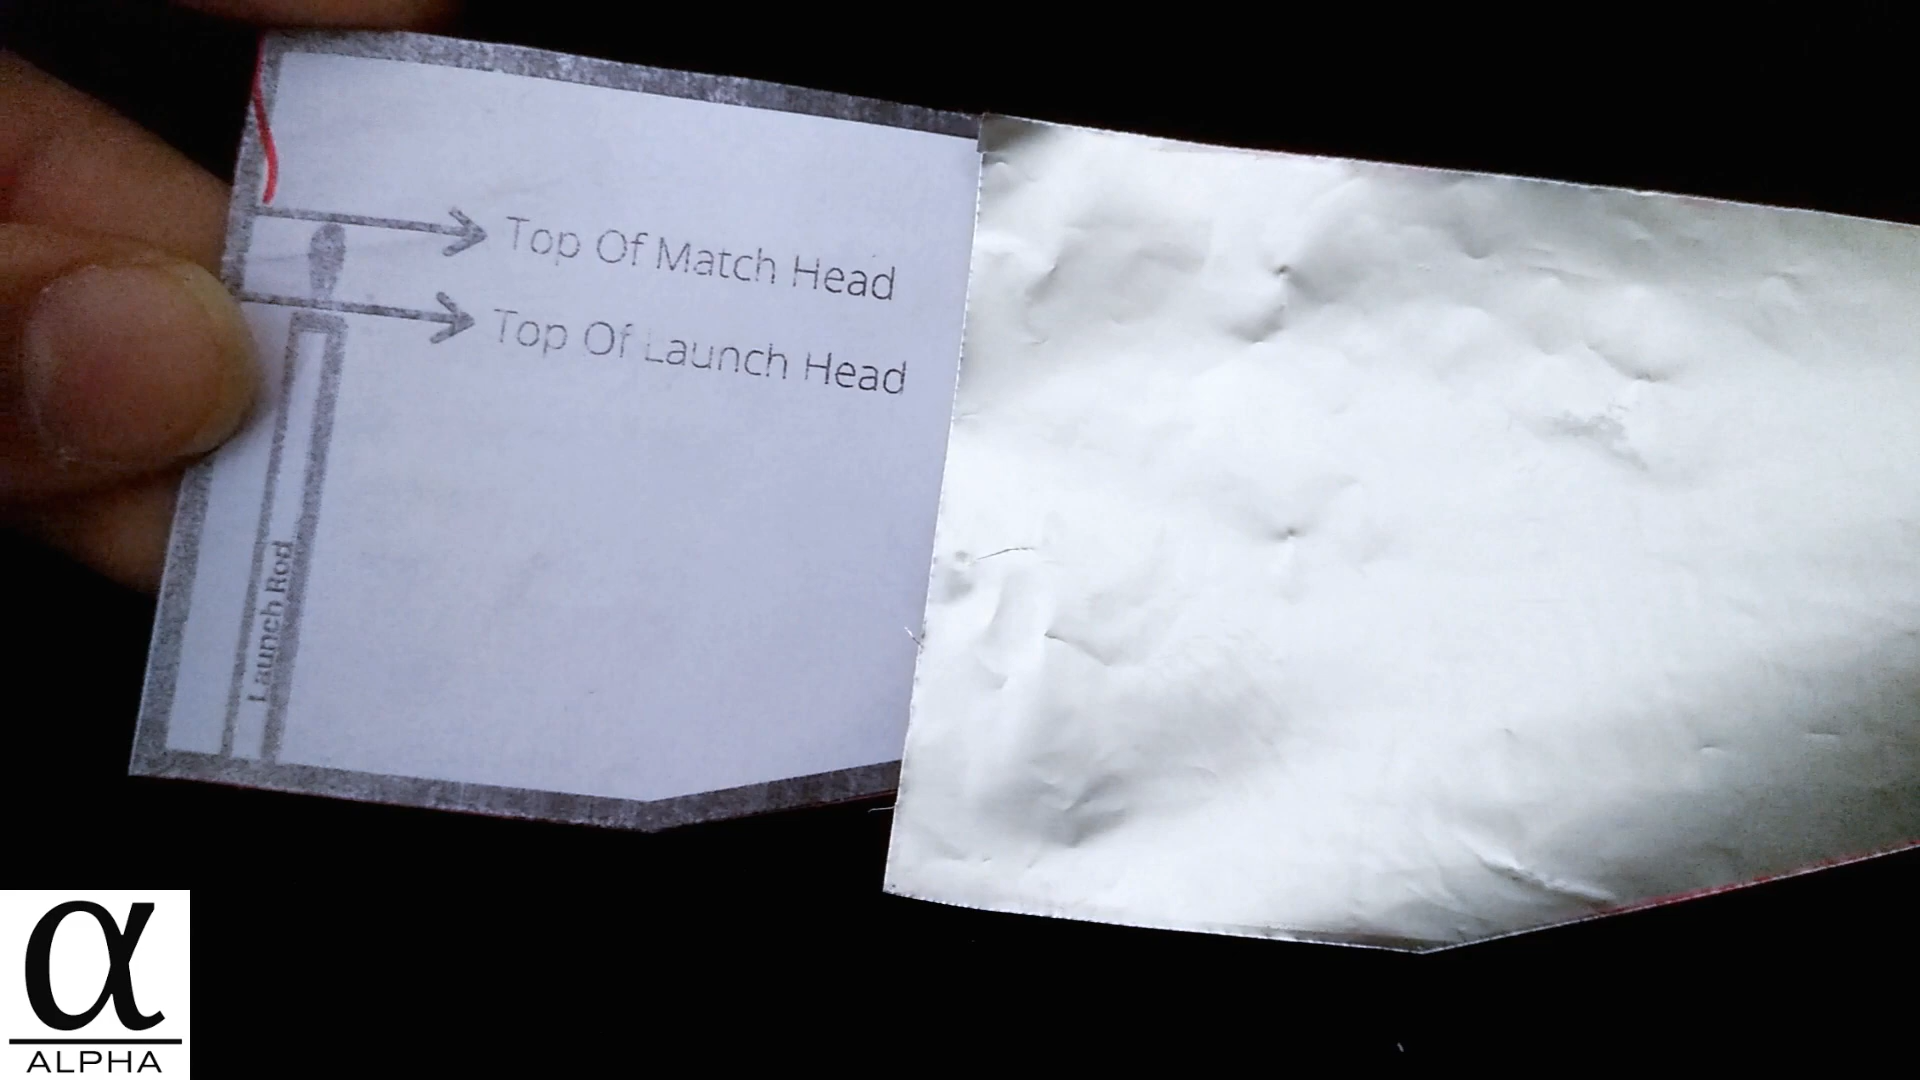 Top Of Match Head
Top Of Launch Head
Launch Rod
α
ALPHA